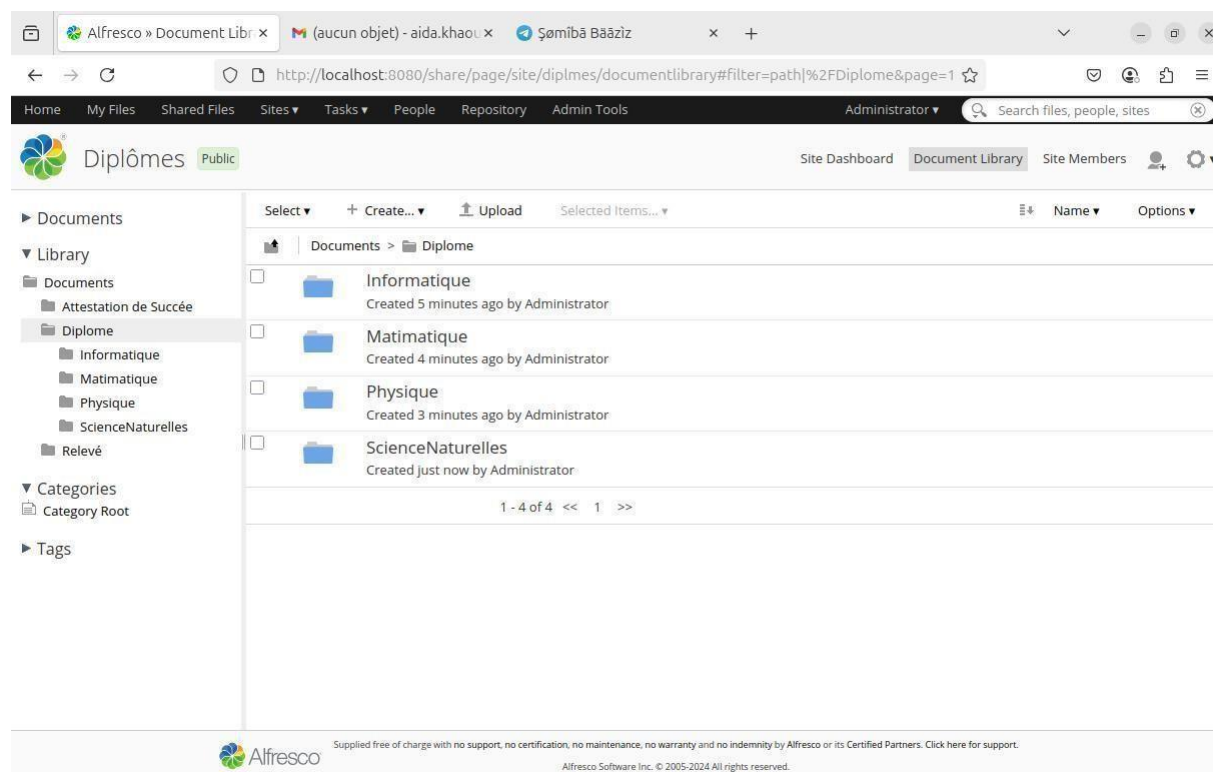 Alfresco » Document Libr × (aucun objet) - aida.khaou × Şømîbā Bāāzìz × +
http://localhost:8080/share/page/site/diplmes/documentlibrary#filter=path|%2FDiplome&page=1
Home My Files Shared Files Sites ▾ Tasks ▾ People Repository Admin Tools Administrator ▾ Search files, people, sites
Diplômes Public Site Dashboard Document Library Site Members
Documents
Library
Documents
Attestation de Succée
Diplome
Informatique
Matimatique
Physique
ScienceNaturelles
Relevé
Categories
Category Root
Tags
Select ▾ + Create... ▾ Upload Selected Items... ▾ Name ▾ Options ▾
Documents > Diplome
Informatique
Created 5 minutes ago by Administrator
Matimatique
Created 4 minutes ago by Administrator
Physique
Created 3 minutes ago by Administrator
ScienceNaturelles
Created just now by Administrator
1 - 4 of 4 << 1 >>
Alfresco
Supplied free of charge with no support, no certification, no maintenance, no warranty and no indemnity by Alfresco or its Certified Partners. Click here for support.
Alfresco Software Inc. © 2005-2024 All rights reserved.